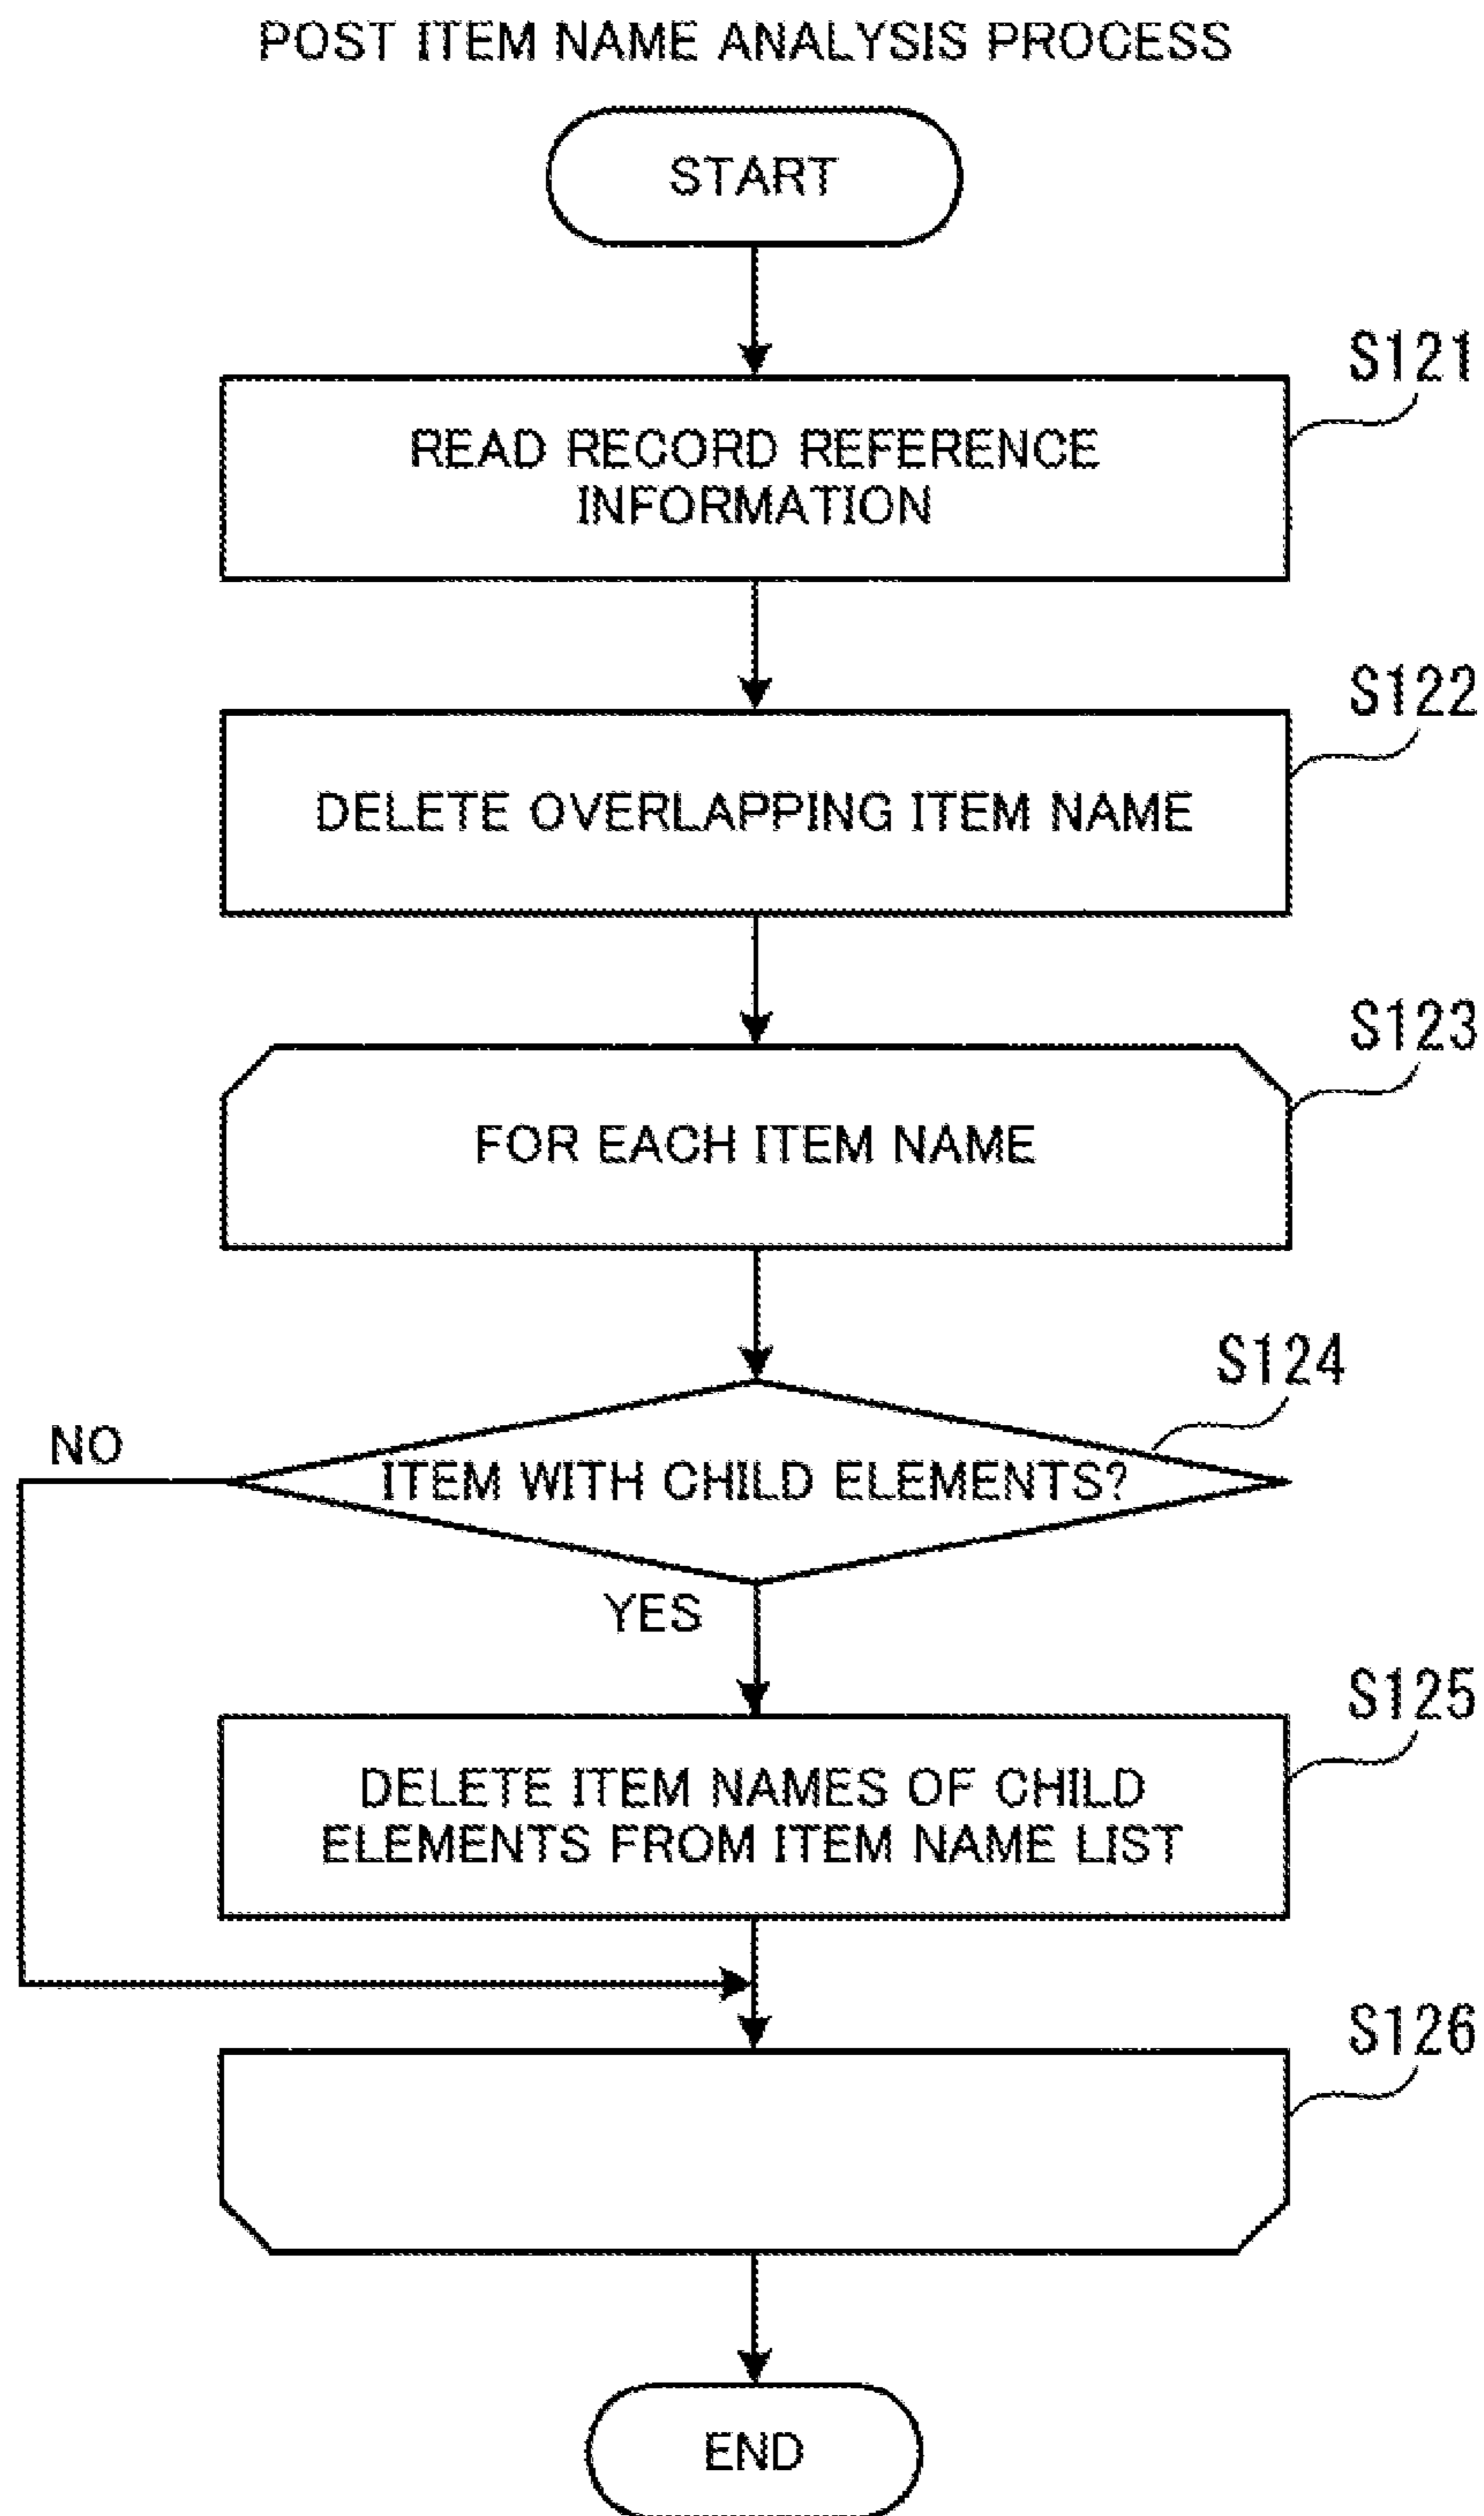 POST ITEM NAME ANALYSIS PROCESS
START
S121
READ RECORD REFERENCE
INFORMATION
S122
DELETE OVERLAPPING ITEM NAME
S123
FOR EACH ITEM NAME
S124
NO
ITEM WITH CHILD ELEMENTS?
YES
S125
DELETE ITEM NAMES OF CHILD
ELEMENTS FROM ITEM NAME LIST
S126
END